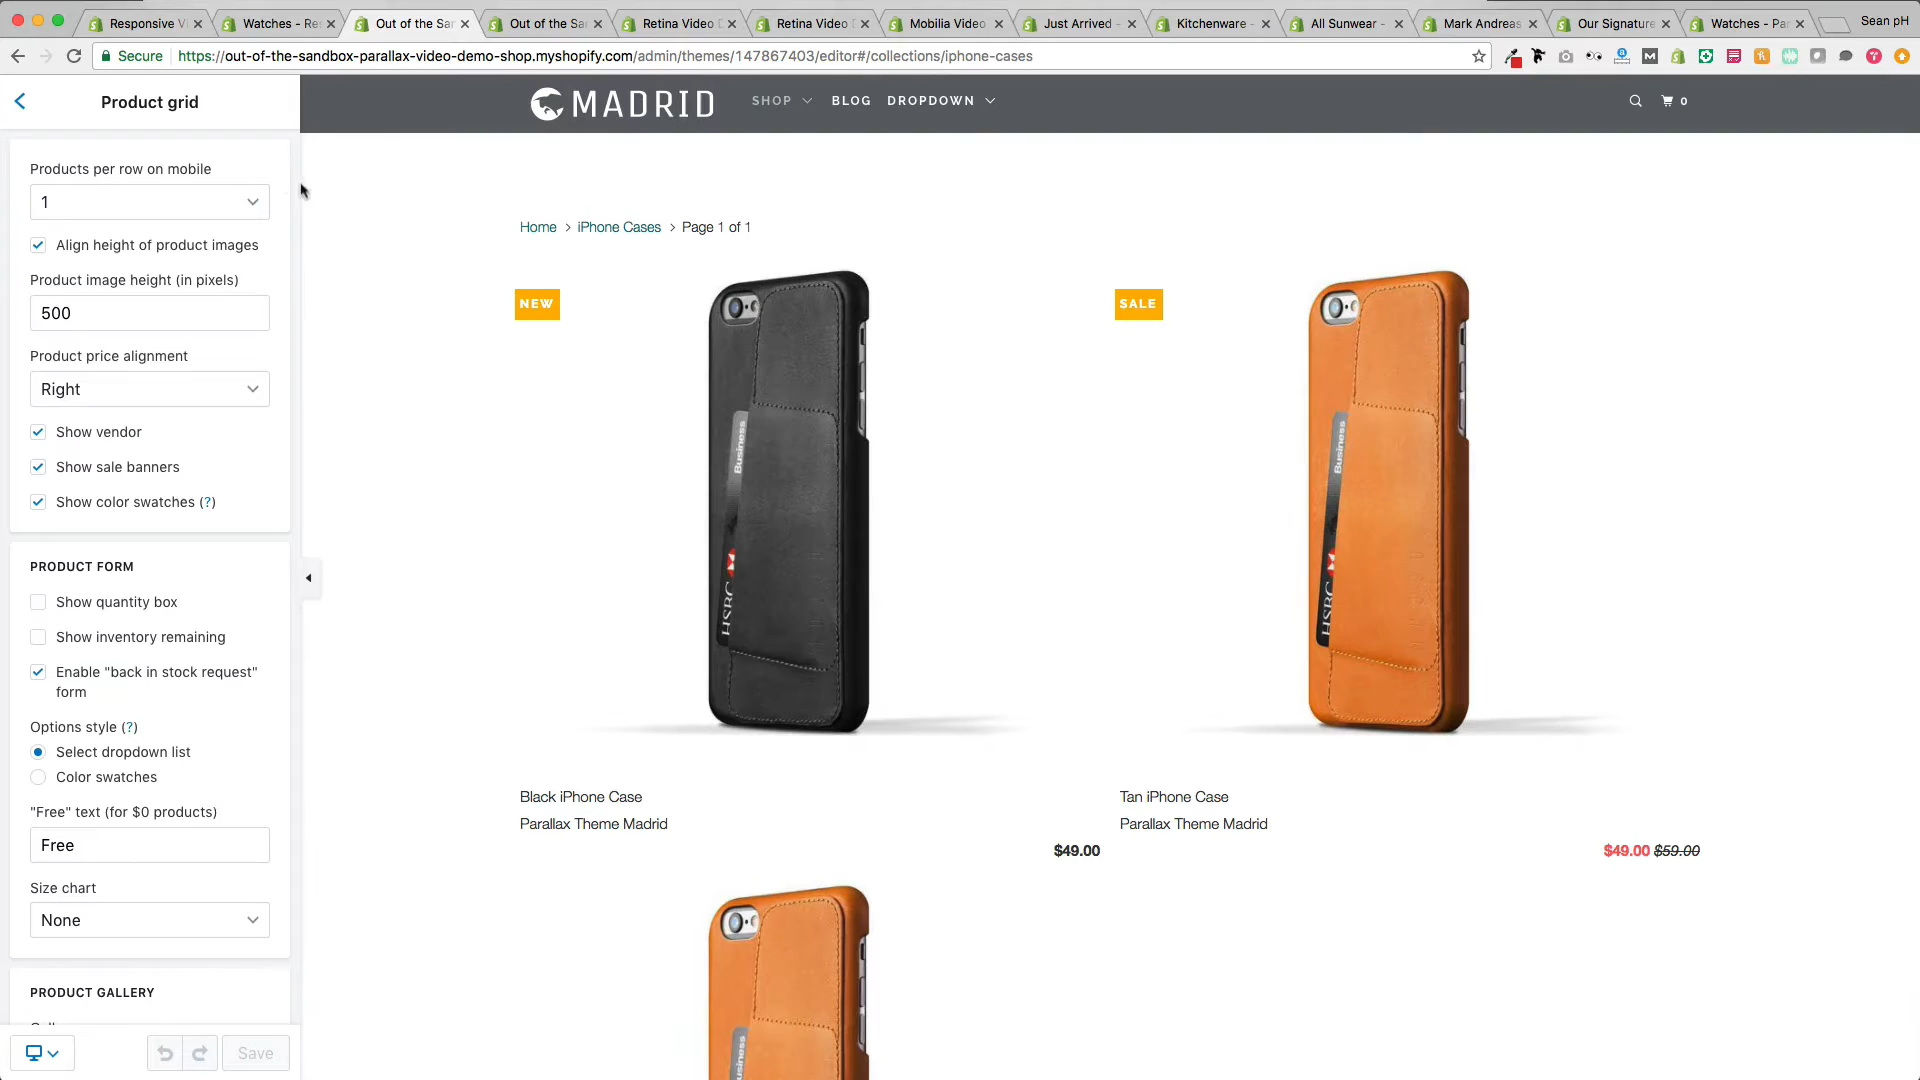 Responsive Vi
Watches - Re
Out of the Sa
Out of the Sa
Retina Video D
Retina Video D
Mobilia Video
Just Arrived -
Kitchenware -
All Sunwear -
Mark Andreas
Our Signature
Watches - Pa
Sean pH
Secure
https://out-of-the-sandbox-parallax-video-demo-shop.myshopify.com/admin/themes/147867403/editor#/collections/iphone-cases
Product grid
MADRID
SHOP
BLOG
DROPDOWN
0
Products per row on mobile
1
Align height of product images
Product image height (in pixels)
500
Product price alignment
Right
Show vendor
Show sale banners
Show color swatches (?)
PRODUCT FORM
Show quantity box
Show inventory remaining
Enable "back in stock request"
form
Options style (?)
Select dropdown list
Color swatches
"Free" text (for $0 products)
Free
Size chart
None
PRODUCT GALLERY
Save
Home > iPhone Cases > Page 1 of 1
NEW
Business
HSBC
SALE
Business
HSBC
Black iPhone Case
Parallax Theme Madrid
$49.00
Tan iPhone Case
Parallax Theme Madrid
$49.00 $59.00
Business